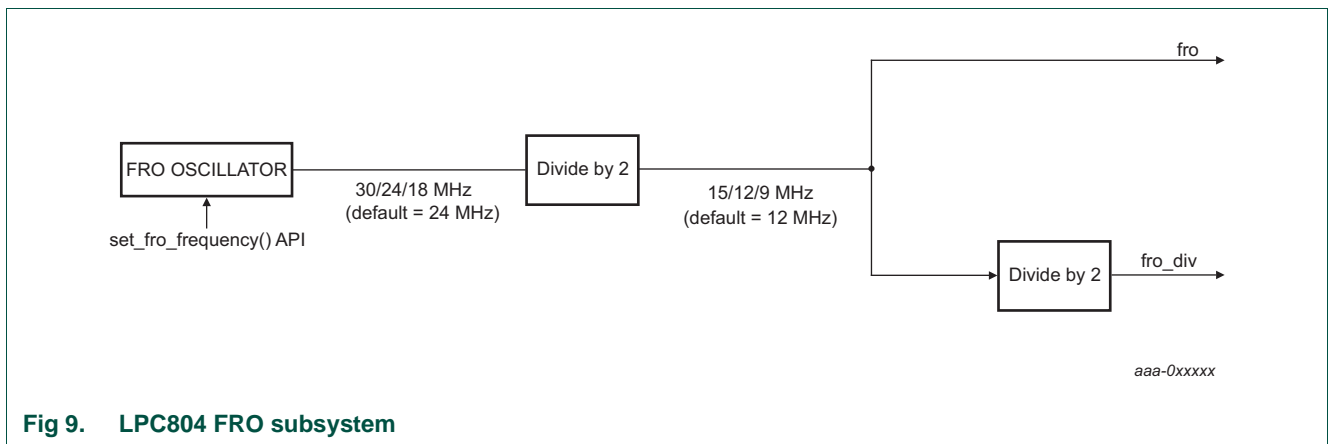 fro
FRO OSCILLATOR
30/24/18 MHz
(default = 24 MHz)
set_fro_frequency() API
Divide by 2
15/12/9 MHz
(default = 12 MHz)
Divide by 2
fro_div
aaa-0xxxxx
Fig 9. LPC804 FRO subsystem